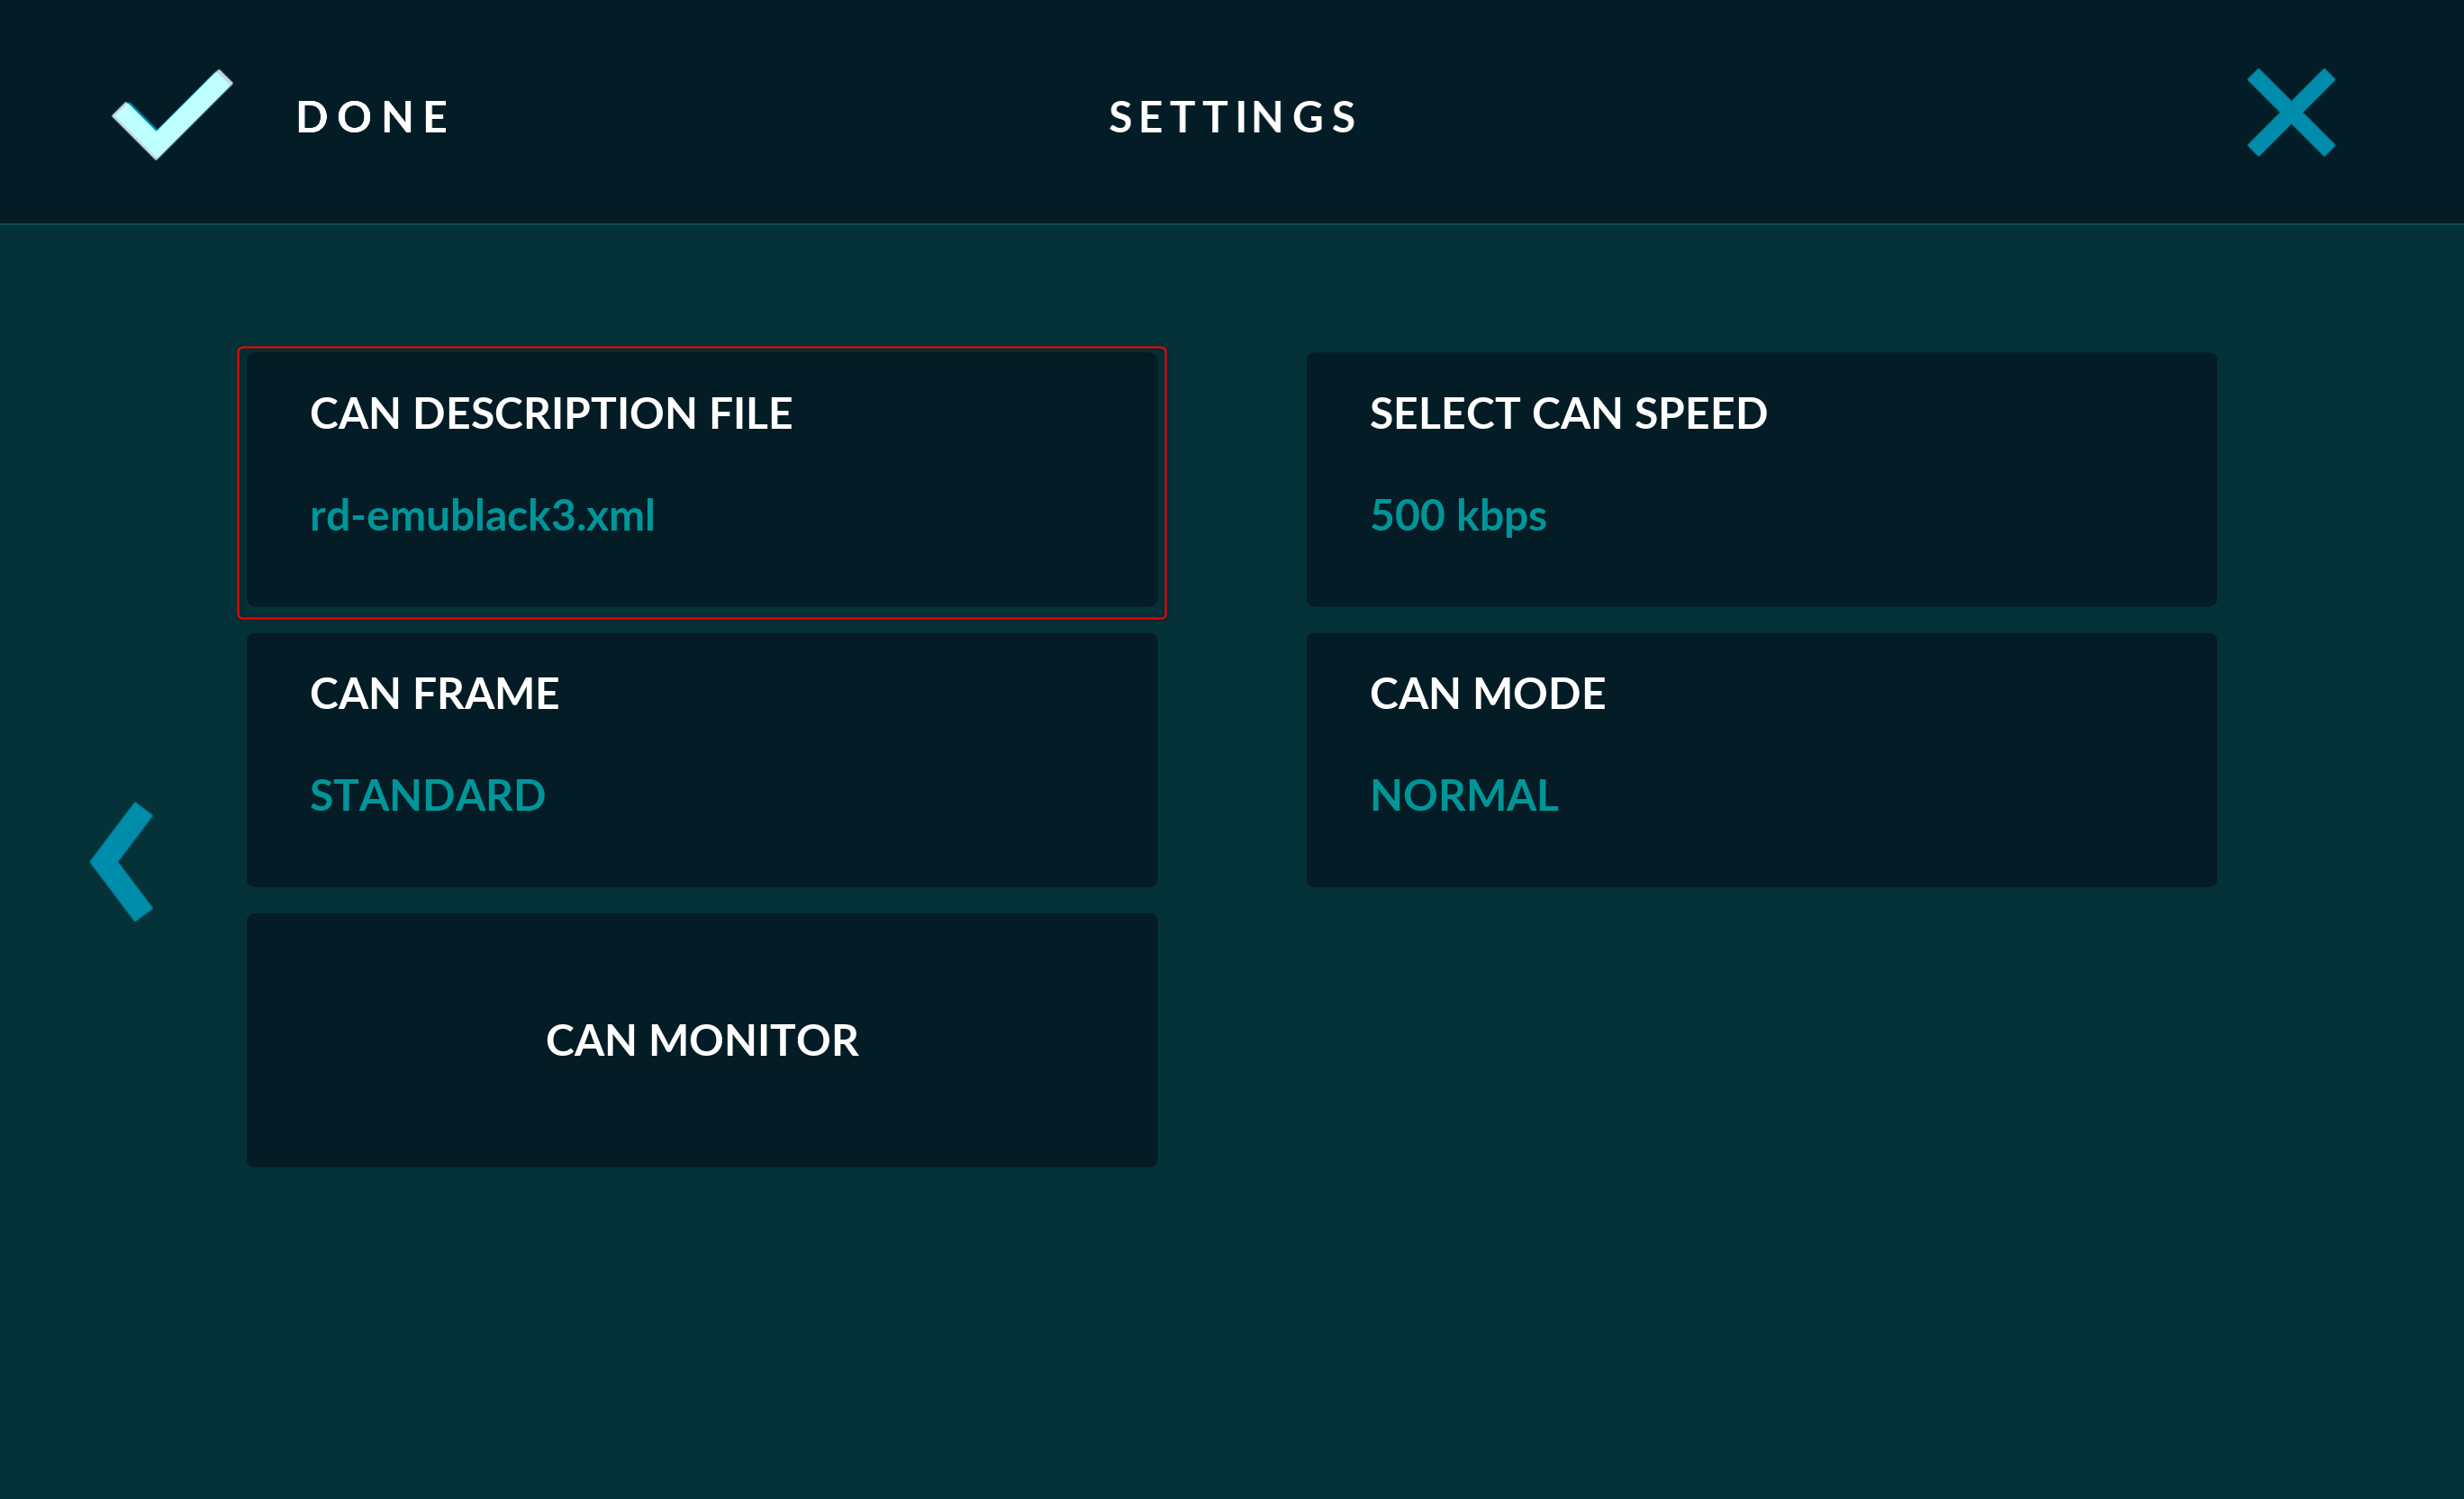 DONE
SETTINGS
CAN DESCRIPTION FILE
rd-emublack3.xml
SELECT CAN SPEED
500 kbps
CAN FRAME
STANDARD
CAN MODE
NORMAL
CAN MONITOR